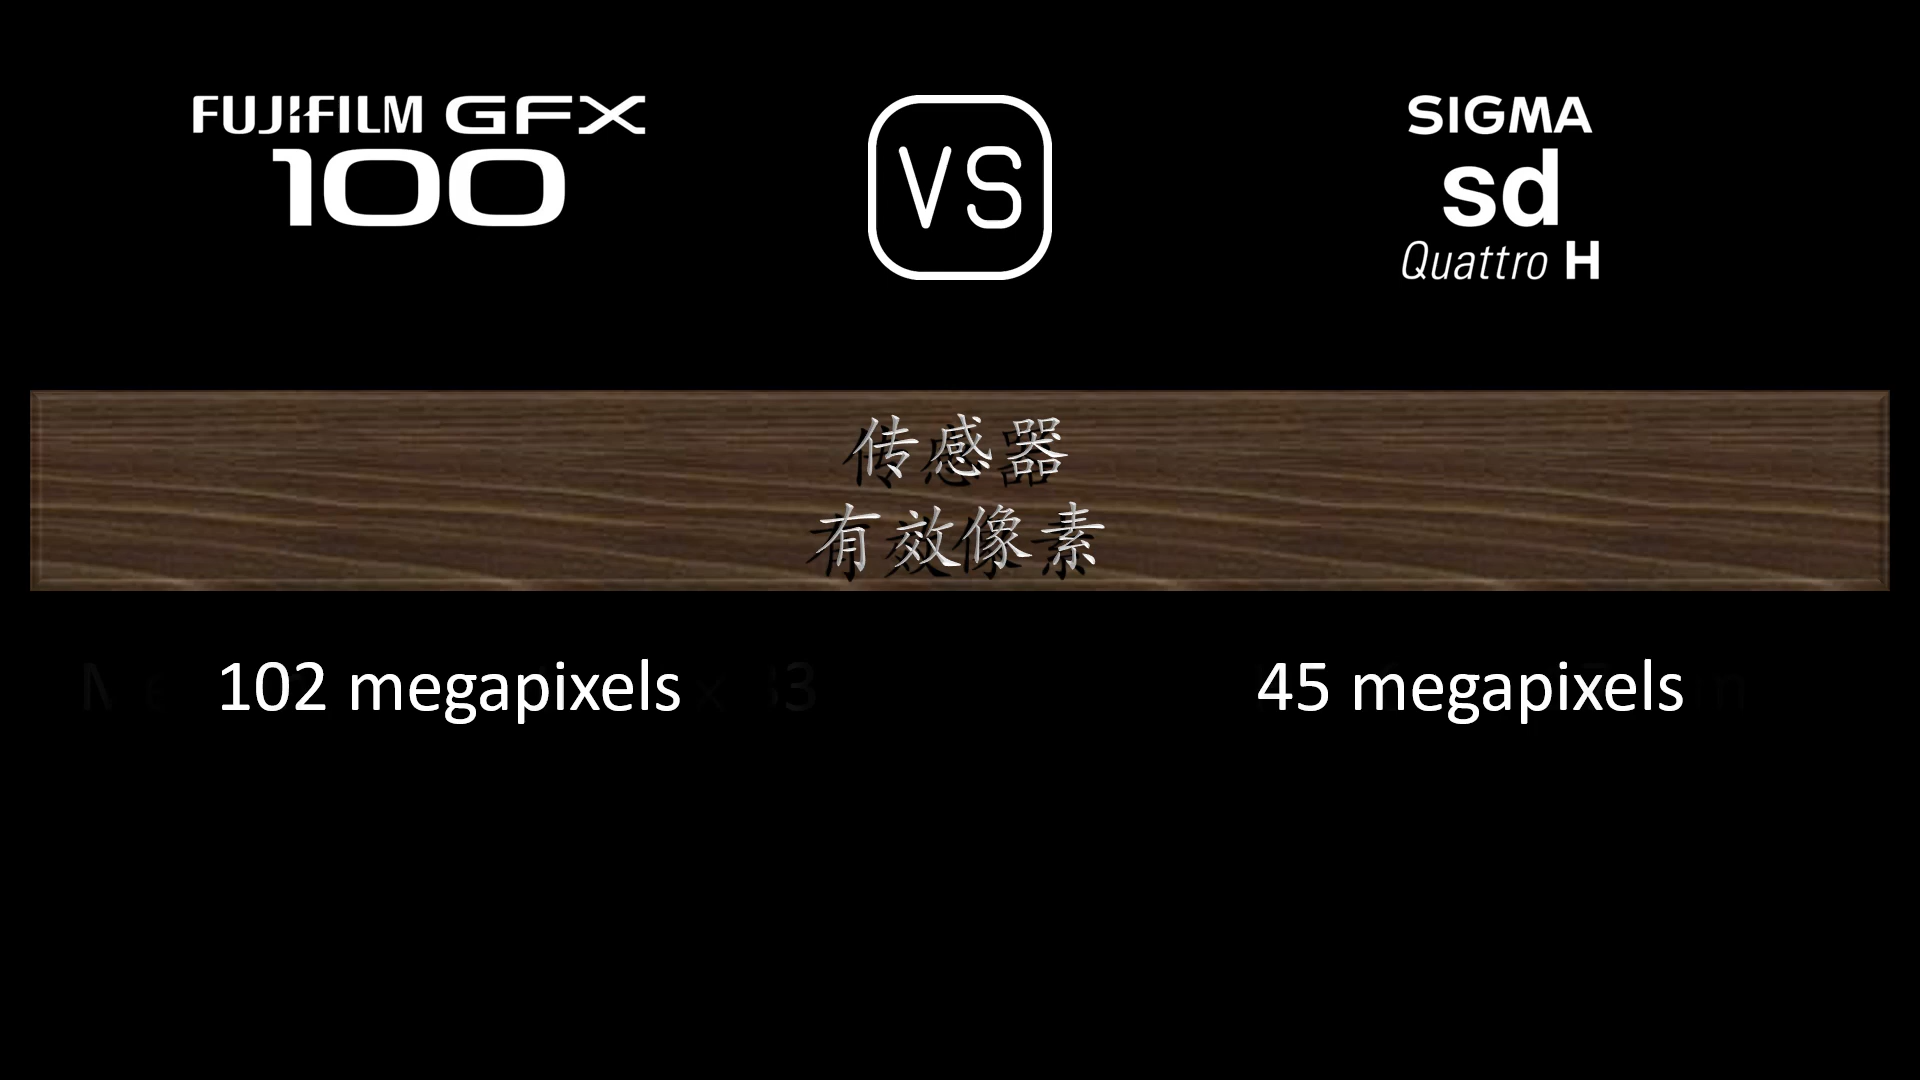 FUJIFILM GFX
100
VS
SIGMA
sd
Quattro H
传感器
有效像素
102 megapixels
45 megapixels